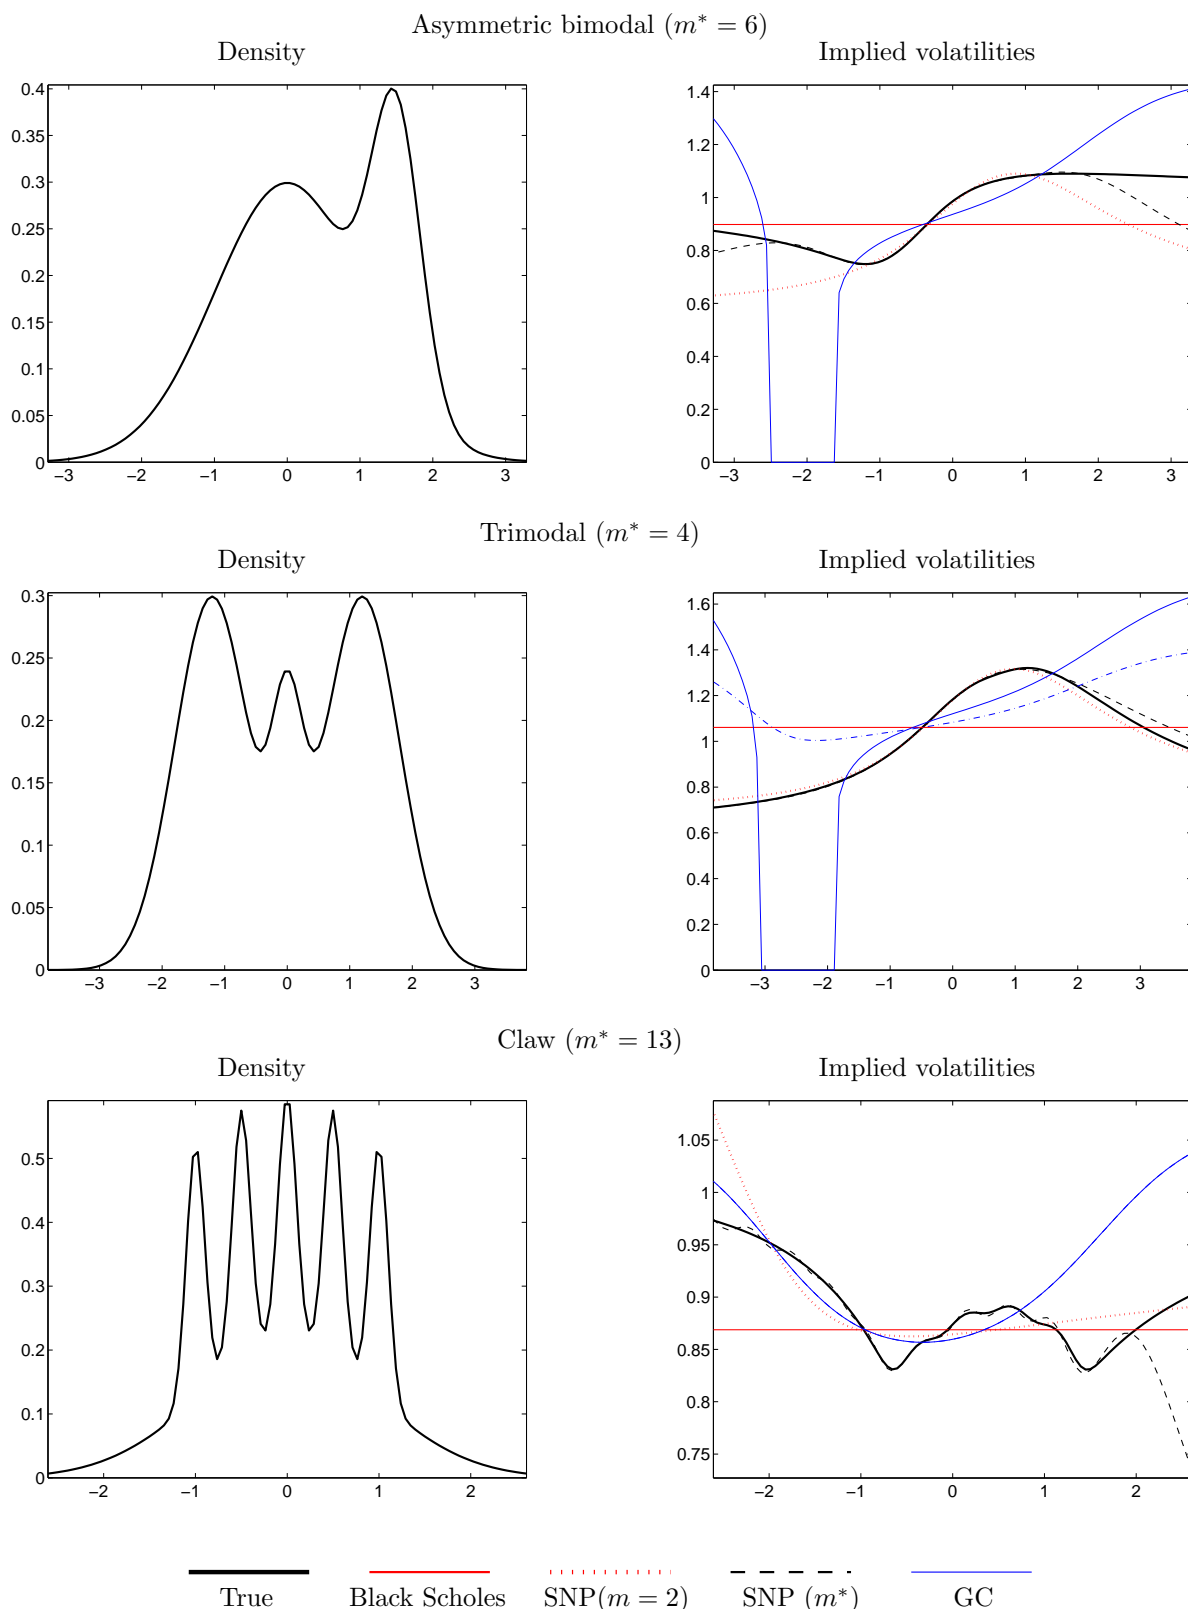 Asymmetric bimodal (m* = 6)
Density
Implied volatilities
0.4
0.35
0.3
0.25
0.2
0.15
0.1
0.05
0
−3 −2 −1 0 1 2 3
1.4
1.2
1
0.8
0.6
0.4
0.2
0
−3 −2 −1 0 1 2 3
Trimodal (m* = 4)
Density
Implied volatilities
0.3
0.25
0.2
0.15
0.1
0.05
0
−3 −2 −1 0 1 2 3
1.6
1.4
1.2
1
0.8
0.6
0.4
0.2
0
−3 −2 −1 0 1 2 3
Claw (m* = 13)
Density
Implied volatilities
0.5
0.4
0.3
0.2
0.1
0
−2 −1 0 1 2
1.05
1
0.95
0.9
0.85
0.8
0.75
−2 −1 0 1 2
True Black Scholes SNP(m = 2) SNP (m*) GC